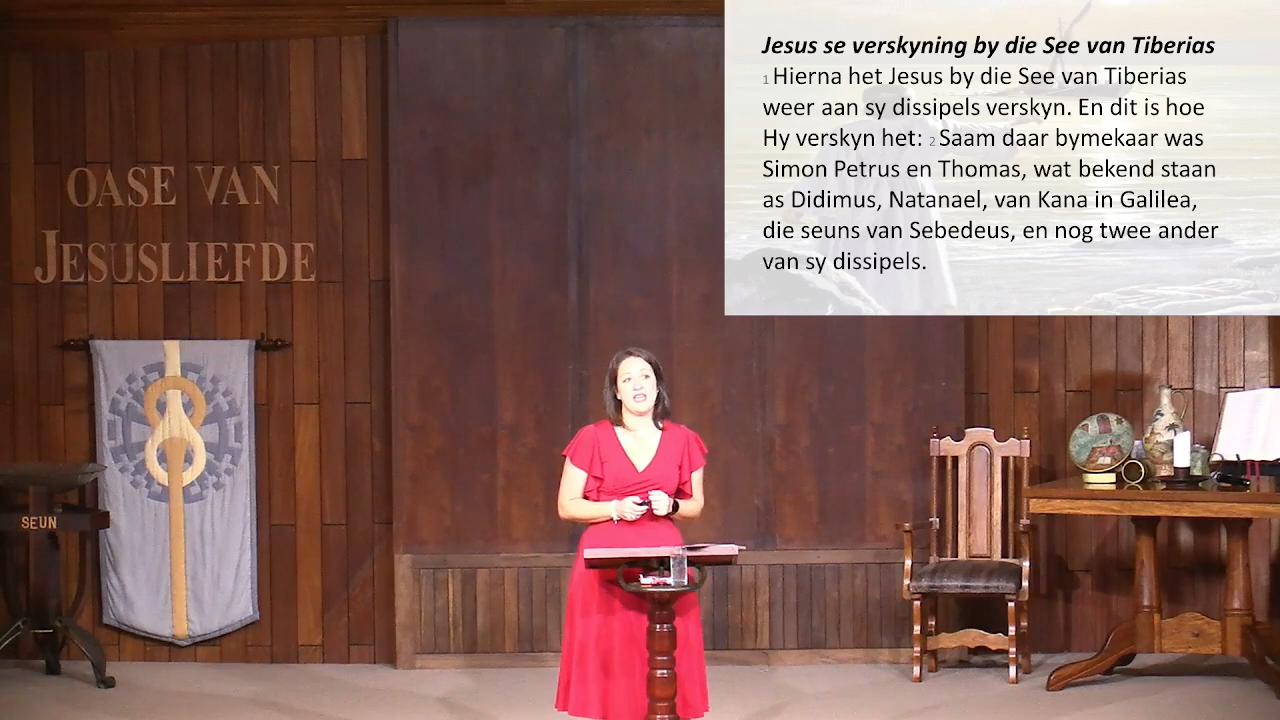 Jesus se verskyning by die See van Tiberias
1 Hierna het Jesus by die See van Tiberias
weer aan sy dissipels verskyn. En dit is hoe
Hy verskyn het: 2 Saam daar bymekaar was
Simon Petrus en Thomas, wat bekend staan
as Didimus, Natanael, van Kana in Galilea,
die seuns van Sebedeus, en nog twee ander
van sy dissipels.
OASE VAN
JESUSLIEFDE
SEUN